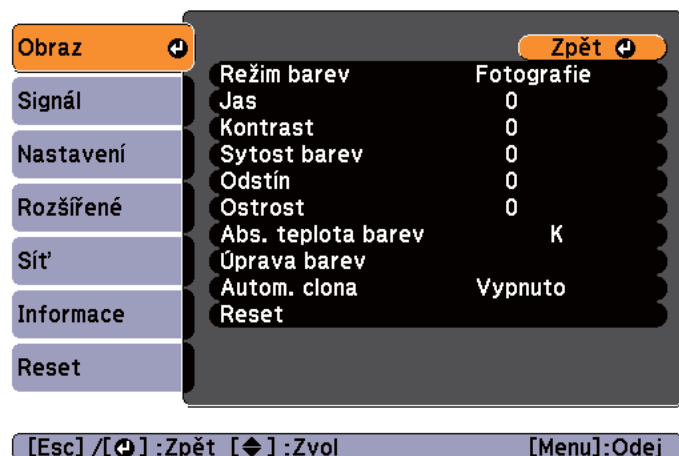 Obraz
Signál
Nastavení
Rozšířené
Síť
Informace
Reset
Zpět
Režim barev Fotografie
Jas 0
Kontrast 0
Sytost barev 0
Odstín 0
Ostrost 0
Abs. teplota barev K
Úprava barev
Autom. clona Vypnuto
Reset
[Esc] /[ ] :Zpět [ ] :Zvol [Menu]:Odej